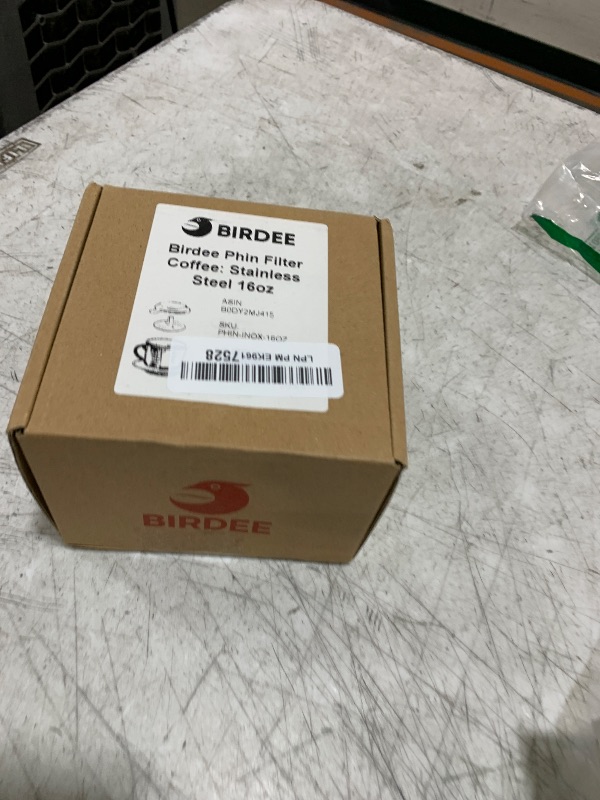 BIRDEE
Birdee Phin Filter
Coffee: Stainless
Steel 16oz
ASIN
B0DY2MJ415
SKU
PHIN-INOX-16OZ
LPN PM EK9617528
BIRDEE